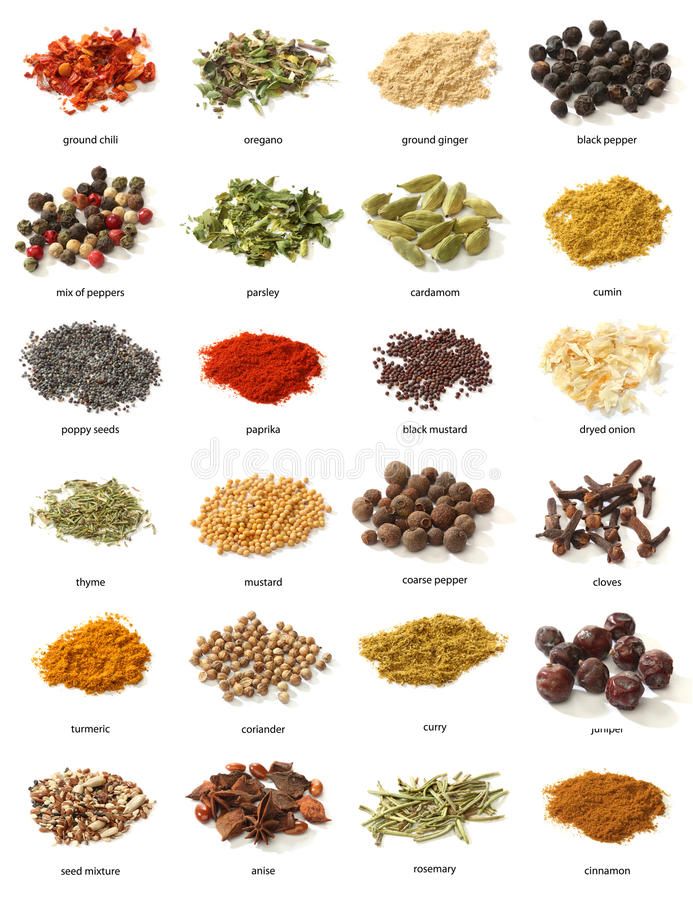 ground chili
oregano
ground ginger
black pepper
mix of peppers
parsley
cardamom
cumin
poppy seeds
paprika
black mustard
dryed onion
dreamstime
thyme
mustard
coarse pepper
cloves
turmeric
coriander
curry
juniper
seed mixture
anise
rosemary
cinnamon